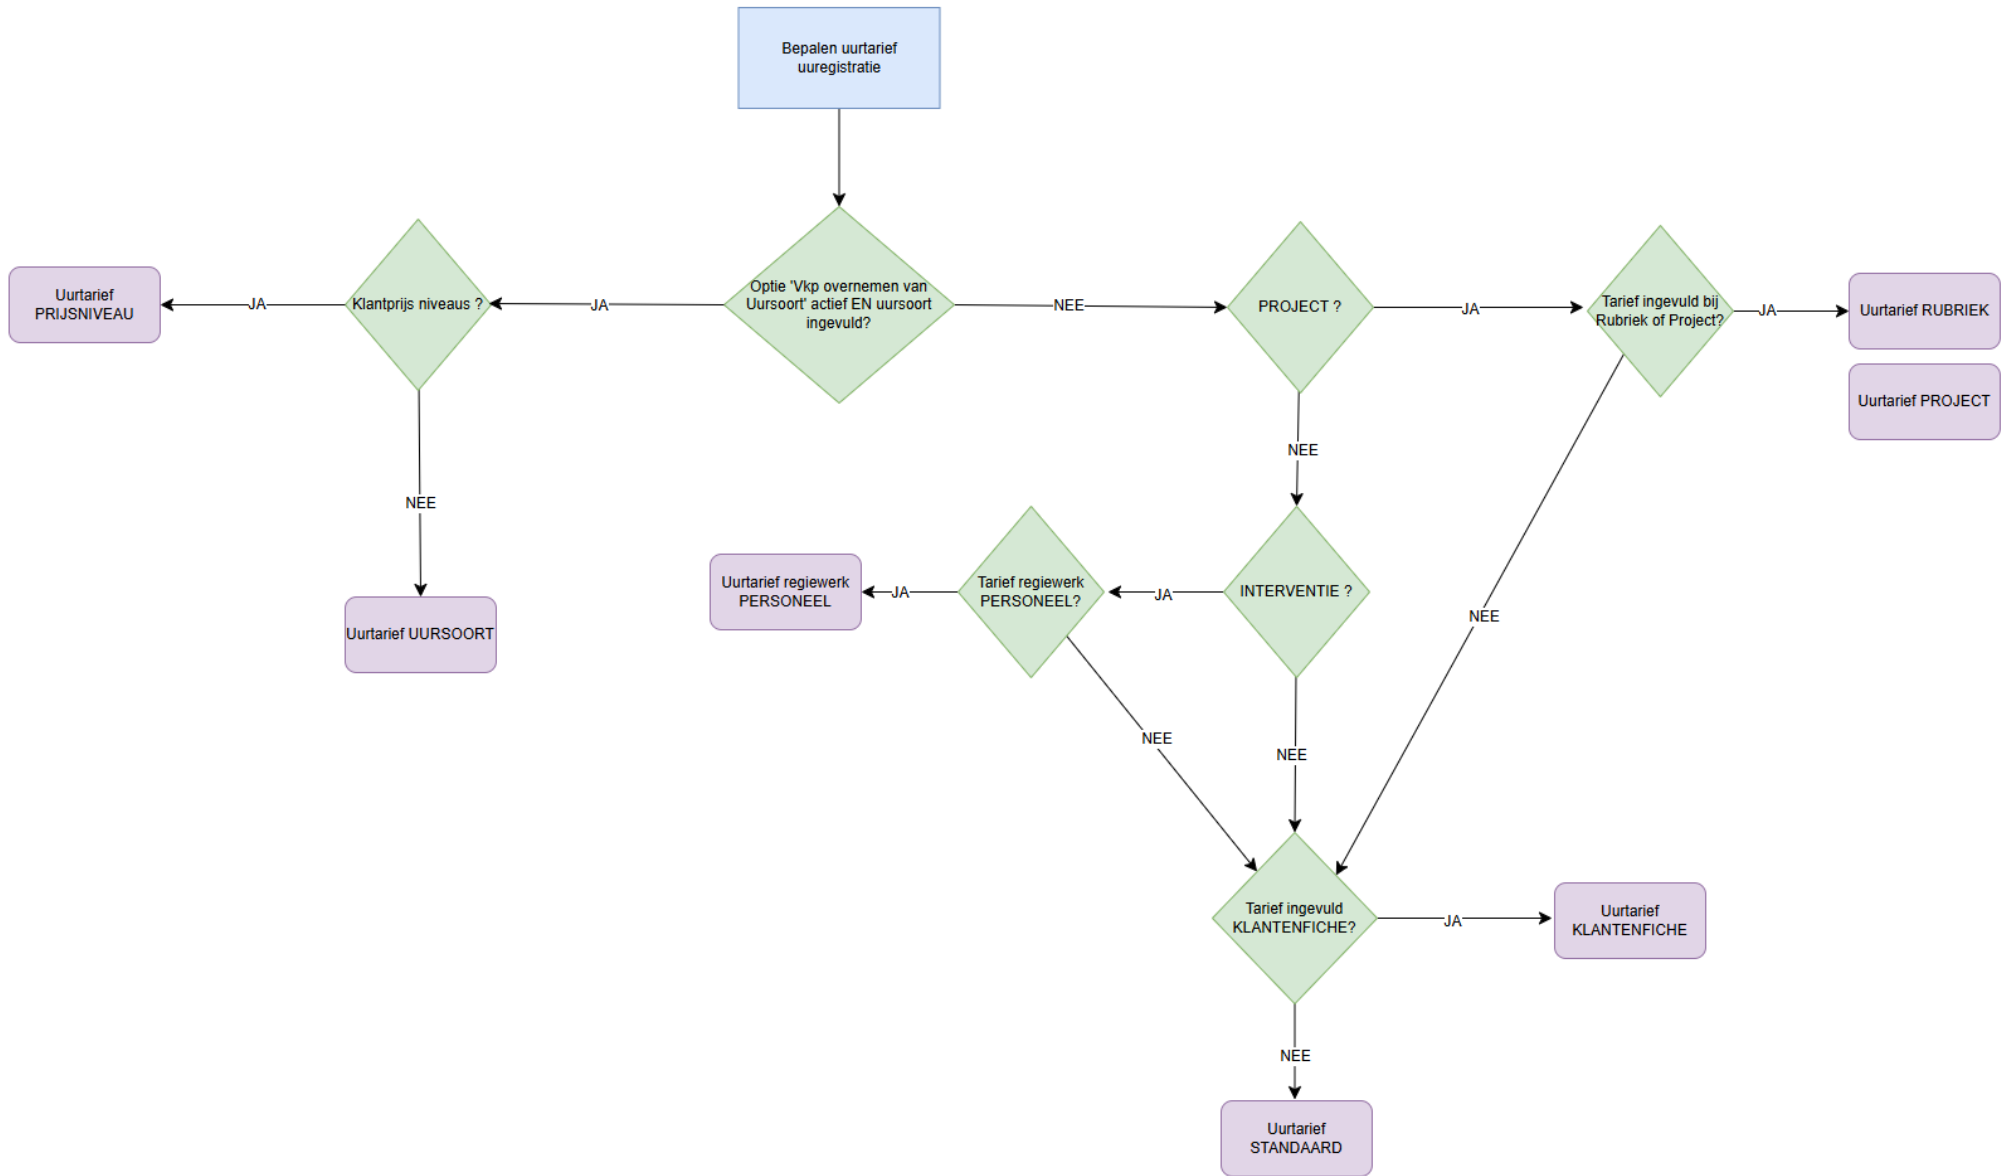 Bepalen uurtarief
uuregistratie
Optie 'Vkp overnemen van
Uursoort' actief EN uursoort
ingevuld?
JA
Klantprijs niveaus ?
JA
Uurtarief
PRIJSNIVEAU
NEE
Uurtarief UURSOORT
NEE
PROJECT ?
JA
Tarief ingevuld bij
Rubriek of Project?
JA
Uurtarief RUBRIEK
Uurtarief PROJECT
NEE
NEE
INTERVENTIE ?
JA
Tarief regiewerk
PERSONEEL?
JA
Uurtarief regiewerk
PERSONEEL
NEE
NEE
Tarief ingevuld
KLANTENFICHE?
JA
Uurtarief
KLANTENFICHE
NEE
Uurtarief
STANDAARD